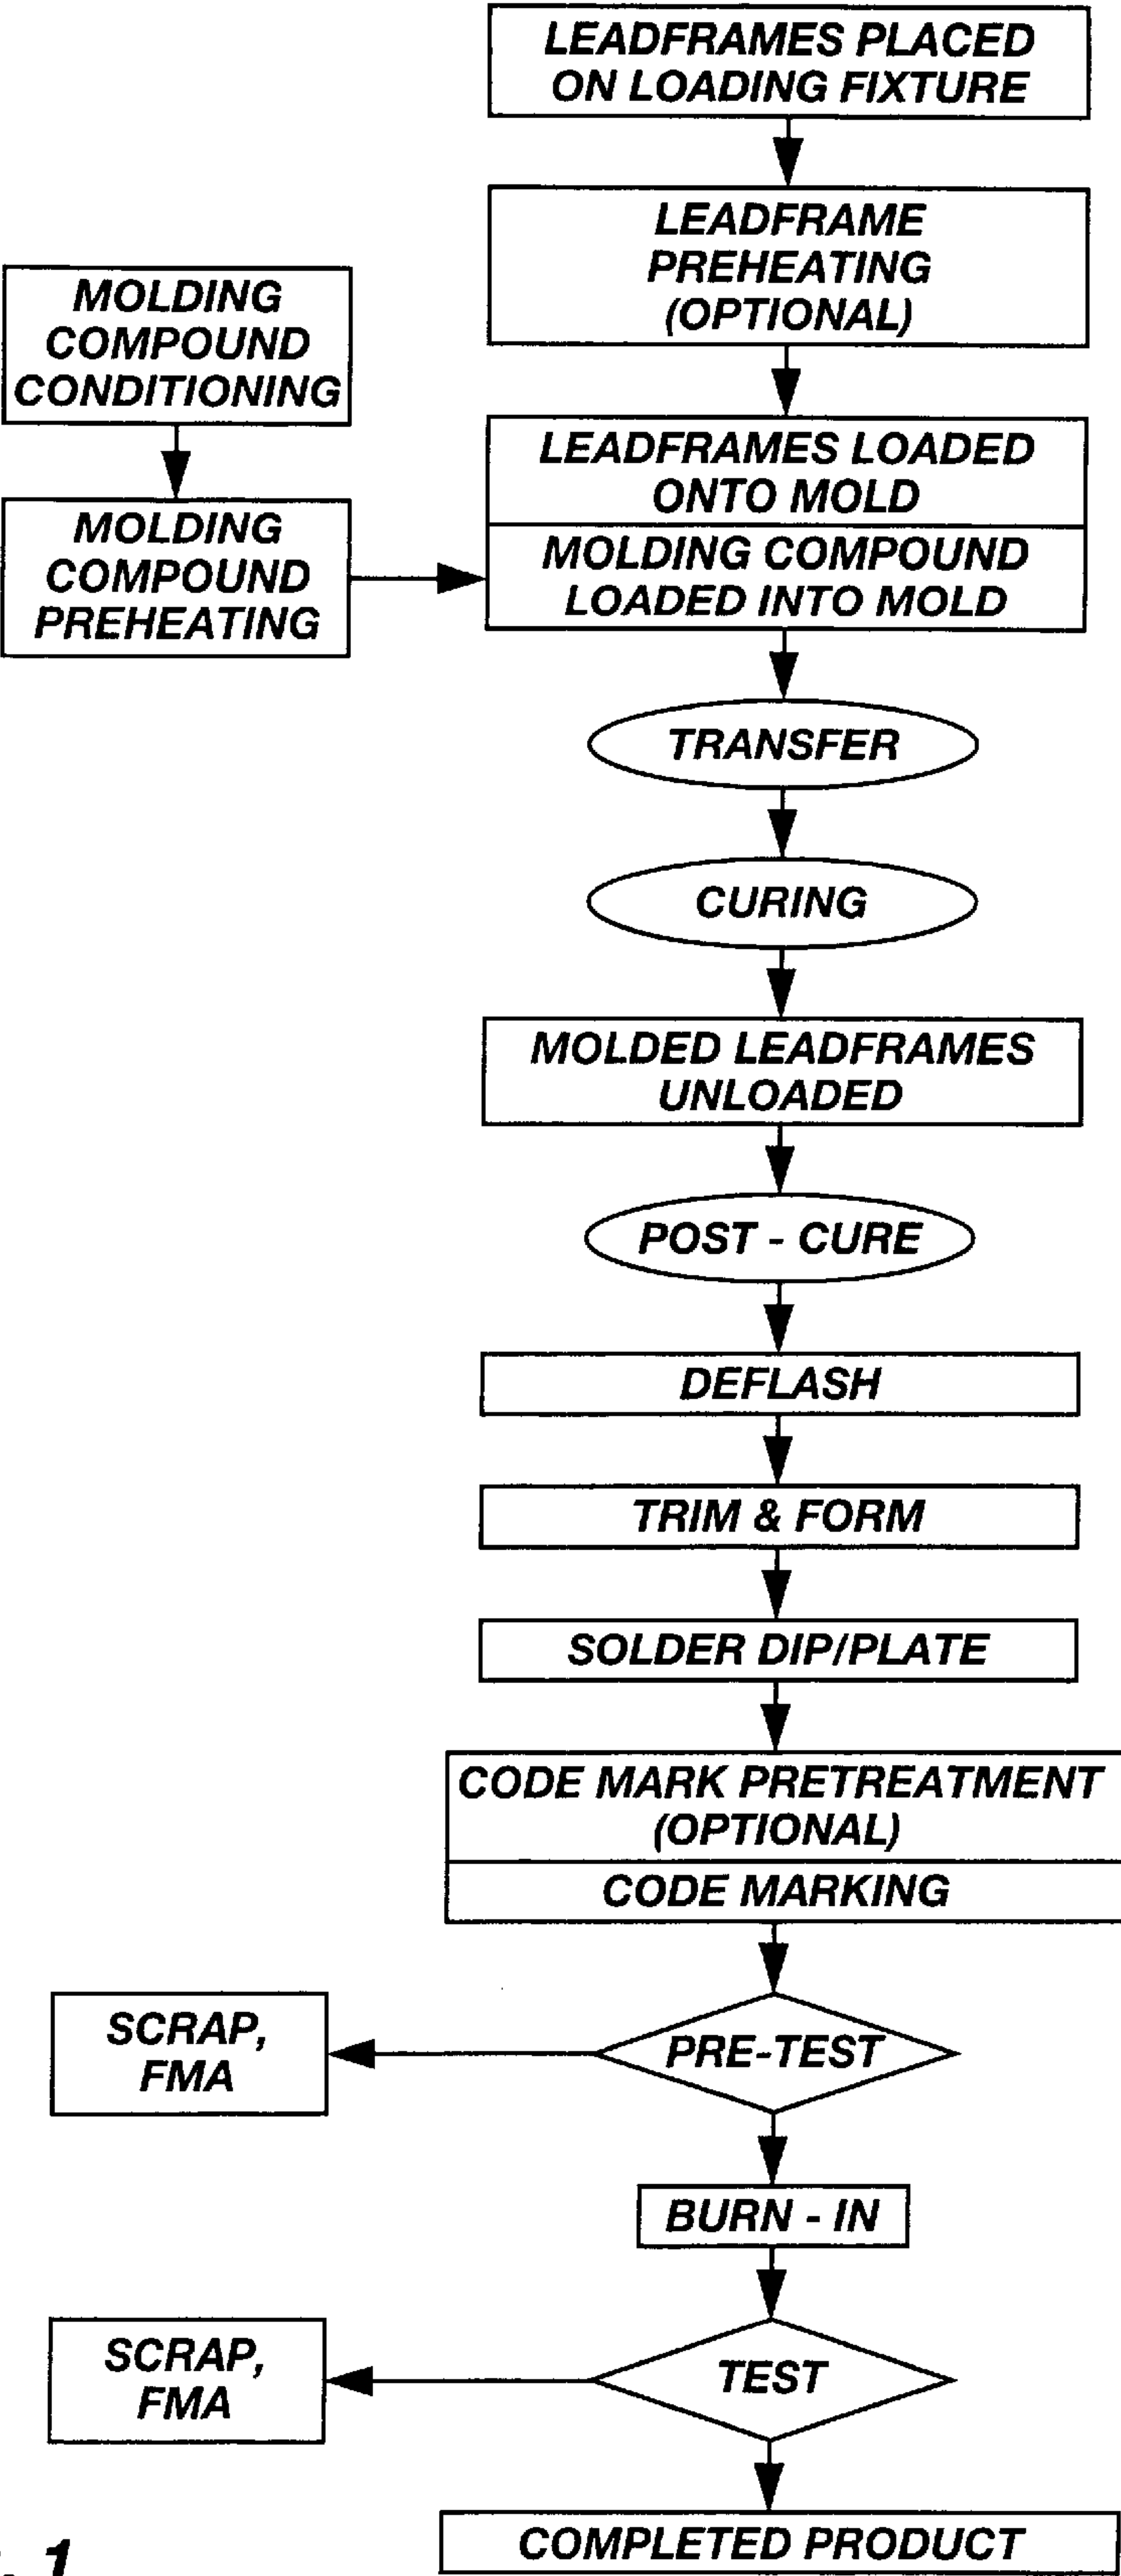 LEADFRAMES PLACED
ON LOADING FIXTURE
LEADFRAME
PREHEATING
(OPTIONAL)
MOLDING
COMPOUND
CONDITIONING
LEADFRAMES LOADED
ONTO MOLD
MOLDING
COMPOUND
PREHEATING
MOLDING COMPOUND
LOADED INTO MOLD
TRANSFER
CURING
MOLDED LEADFRAMES
UNLOADED
POST - CURE
DEFLASH
TRIM & FORM
SOLDER DIP/PLATE
CODE MARK PRETREATMENT
(OPTIONAL)
CODE MARKING
PRE-TEST
SCRAP,
FMA
BURN - IN
TEST
SCRAP,
FMA
COMPLETED PRODUCT
1